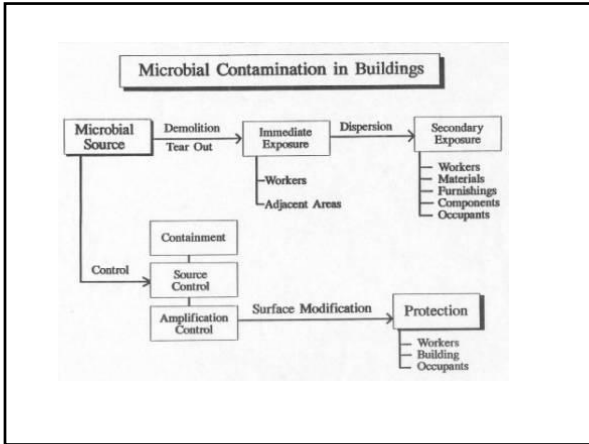 Microbial Contamination in Buildings
Microbial
Source
Demolition
Tear Out
Immediate
Exposure
Dispersion
Secondary
Exposure
Workers
Adjacent Areas
Workers
Materials
Furnishings
Components
Occupants
Control
Containment
Source
Control
Amplification
Control
Surface Modification
Protection
Workers
Building
Occupants